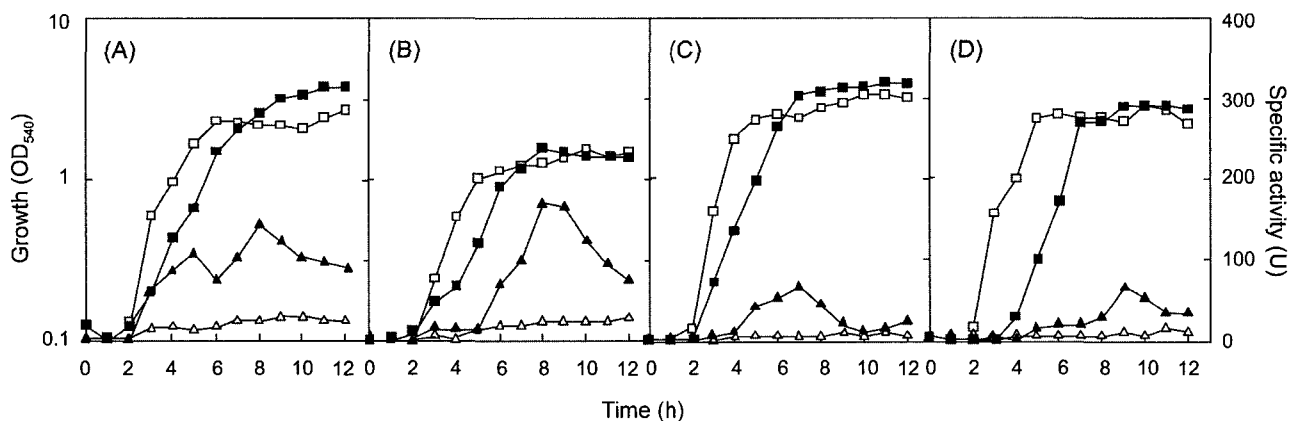 10
1
0.1
Growth (OD₅₄₀)
(A)
(B)
(C)
(D)
400
300
200
100
0
Specific activity (U)
0 2 4 6 8 10 12
0 2 4 6 8 10 12
0 2 4 6 8 10 12
0 2 4 6 8 10 12
Time (h)